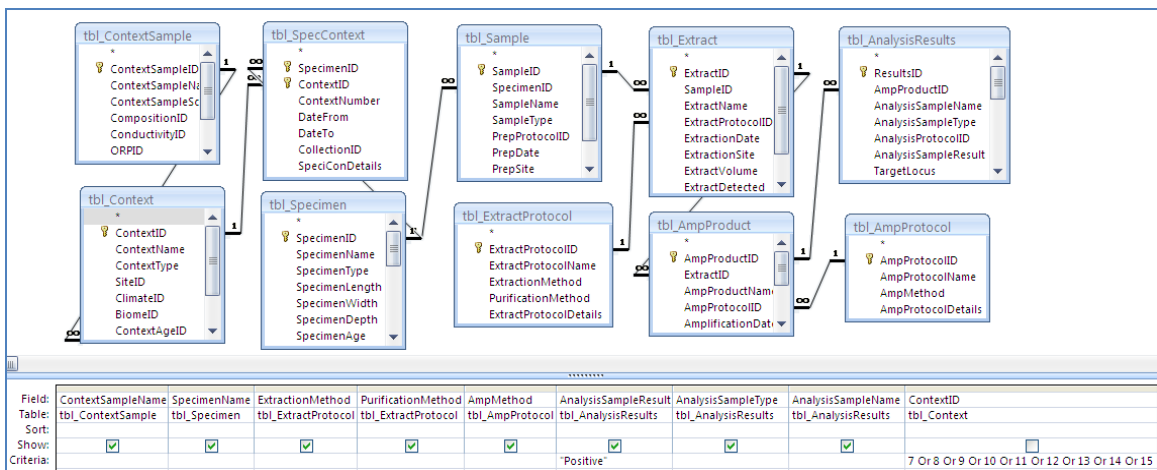 tbl_ContextSample
*
ContextSampleID
ContextSampleNa
ContextSampleSc
CompositionID
ConductivityID
ORPID
tbl_SpecContext
*
SpecimenID
ContextID
ContextNumber
DateFrom
DateTo
CollectionID
SpeciConDetails
tbl_Sample
*
SampleID
SpecimenID
SampleName
SampleType
PrepProtocolID
PrepDate
PrepSite
tbl_Extract
*
ExtractID
SampleID
ExtractName
ExtractProtocolID
ExtractionDate
ExtractionSite
ExtractVolume
ExtractDetected
tbl_AnalysisResults
*
ResultsID
AmpProductID
AnalysisSampleName
AnalysisSampleType
AnalysisProtocolID
AnalysisSampleResult
TargetLocus
tbl_Context
*
ContextID
ContextName
ContextType
SiteID
ClimateID
BiomeID
ContextAgeID
tbl_Specimen
*
SpecimenID
SpecimenName
SpecimenType
SpecimenLength
SpecimenWidth
SpecimenDepth
SpecimenAge
tbl_ExtractProtocol
*
ExtractProtocolID
ExtractProtocolName
ExtractionMethod
PurificationMethod
ExtractProtocolDetails
tbl_AmpProduct
*
AmpProductID
ExtractID
AmpProductName
AmpProtocolID
AmplificationDate
tbl_AmpProtocol
*
AmpProtocolID
AmpProtocolName
AmpMethod
AmpProtocolDetails
1 ∞ ∞ 1 ∞ 1 ∞ ∞ 1 ∞
∞ 1 1 1 ∞ 1 ∞ 1
Field: ContextSampleName SpecimenName ExtractionMethod PurificationMethod AmpMethod AnalysisSampleResult AnalysisSampleType AnalysisSampleName ContextID
Table: tbl_ContextSample tbl_Specimen tbl_ExtractProtocol tbl_ExtractProtocol tbl_AmpProtocol tbl_AnalysisResults tbl_AnalysisResults tbl_AnalysisResults tbl_Context
Sort:
Show:
Criteria: "Positive" 7 Or 8 Or 9 Or 10 Or 11 Or 12 Or 13 Or 14 Or 15